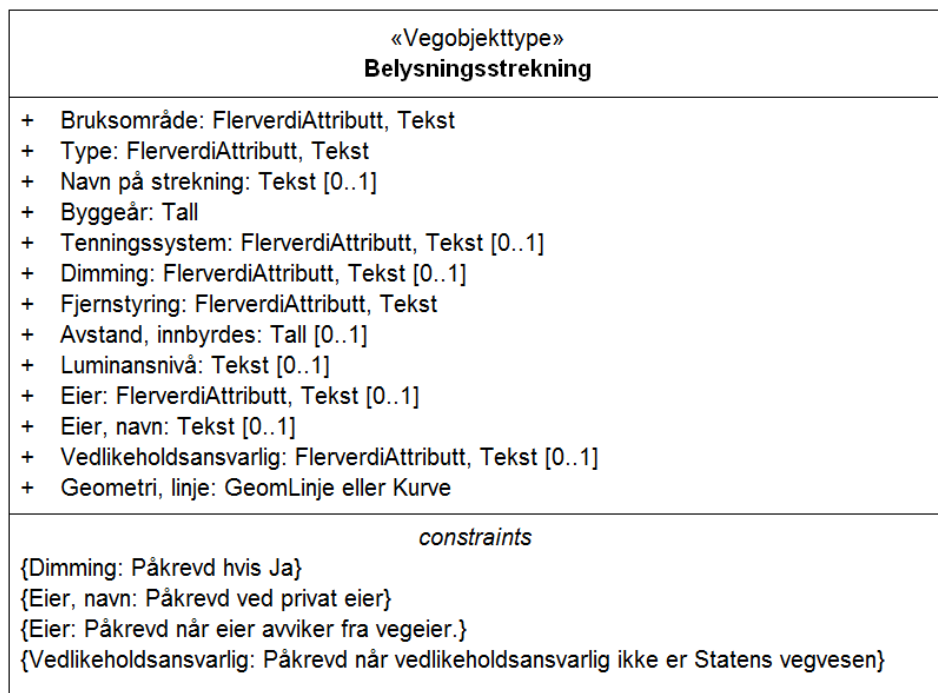 «Vegobjekttype»
Belysningsstrekning
+ Bruksområde: FlerverdiAttributt, Tekst
+ Type: FlerverdiAttributt, Tekst
+ Navn på strekning: Tekst [0..1]
+ Byggeår: Tall
+ Tenningssystem: FlerverdiAttributt, Tekst [0..1]
+ Dimming: FlerverdiAttributt, Tekst [0..1]
+ Fjernstyring: FlerverdiAttributt, Tekst
+ Avstand, innbyrdes: Tall [0..1]
+ Luminansnivå: Tekst [0..1]
+ Eier: FlerverdiAttributt, Tekst [0..1]
+ Eier, navn: Tekst [0..1]
+ Vedlikeholdsansvarlig: FlerverdiAttributt, Tekst [0..1]
+ Geometri, linje: GeomLinje eller Kurve
constraints
{Dimming: Påkrevd hvis Ja}
{Eier, navn: Påkrevd ved privat eier}
{Eier: Påkrevd når eier avviker fra vegeier.}
{Vedlikeholdsansvarlig: Påkrevd når vedlikeholdsansvarlig ikke er Statens vegvesen}